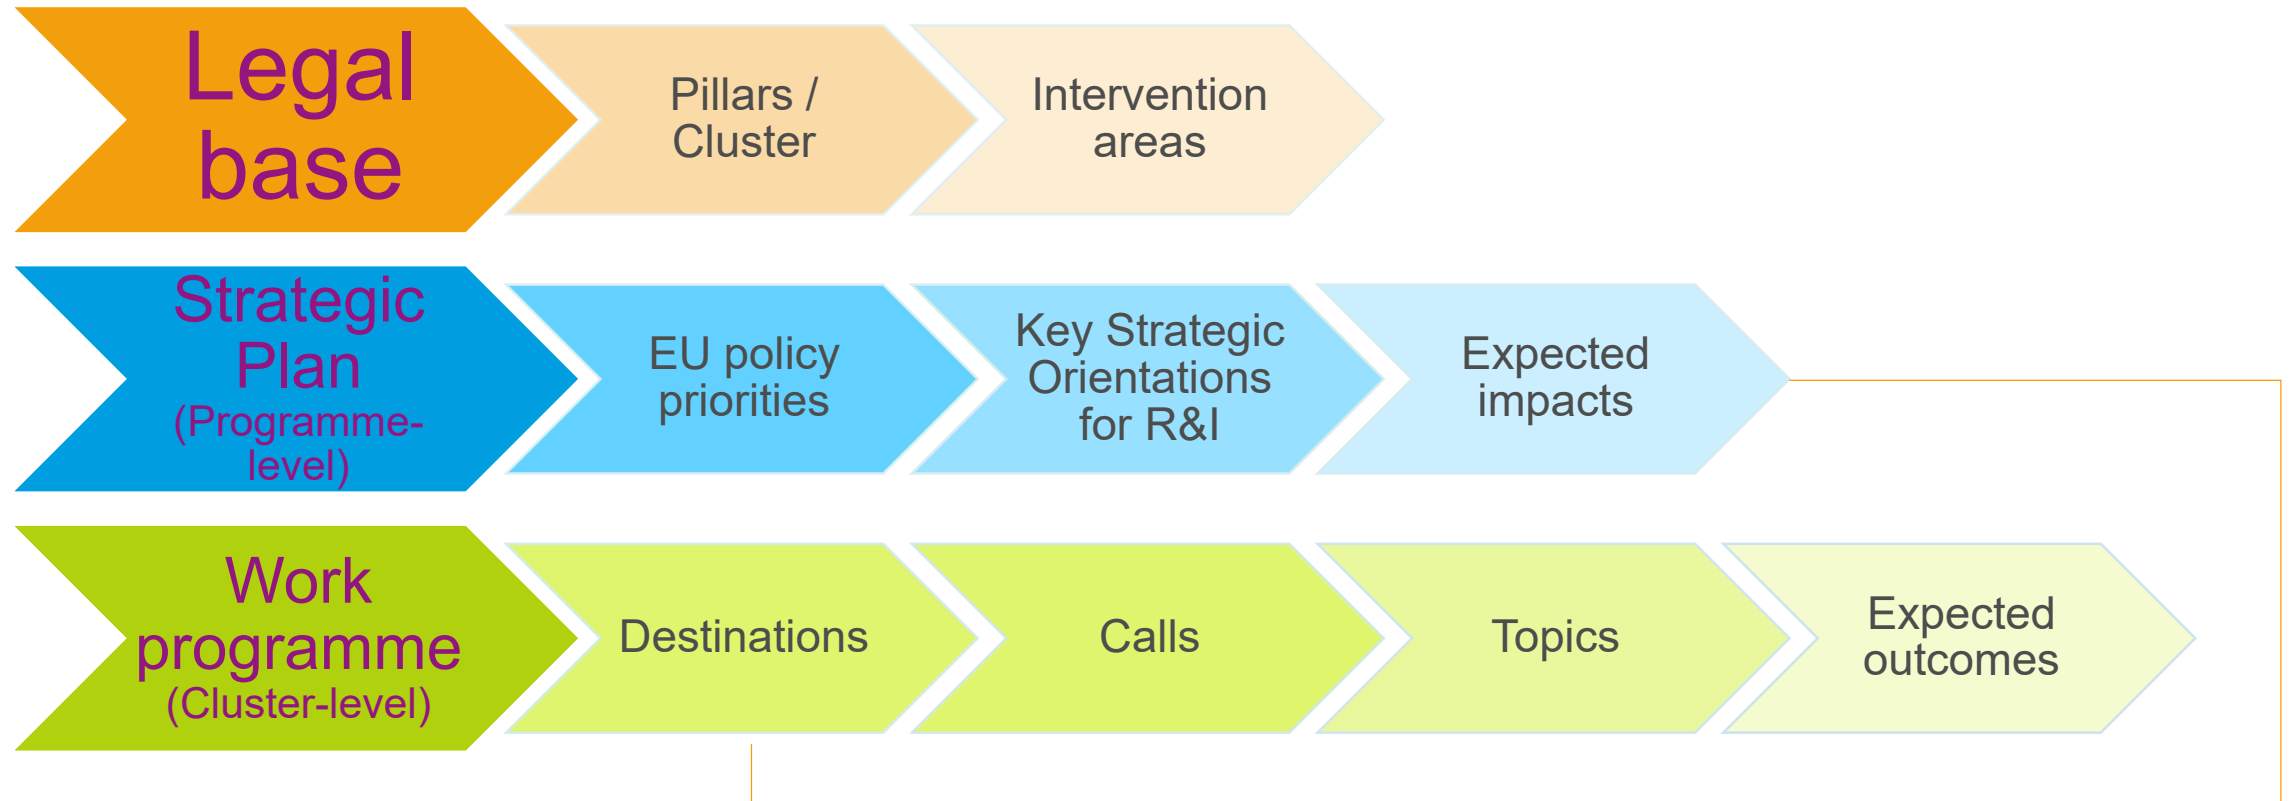 Legal
base
Pillars /
Cluster
Intervention
areas
Strategic
Plan
(Programme-
level)
EU policy
priorities
Key Strategic
Orientations
for R&I
Expected
impacts
Work
programme
(Cluster-level)
Destinations
Calls
Topics
Expected
outcomes